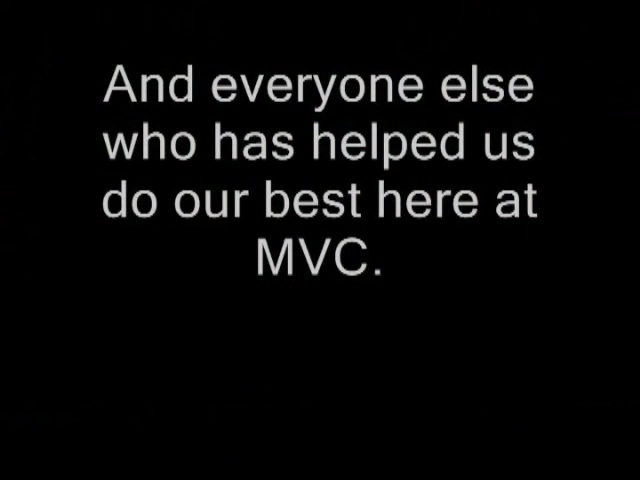 And everyone else
who has helped us
do our best here at
MVC.